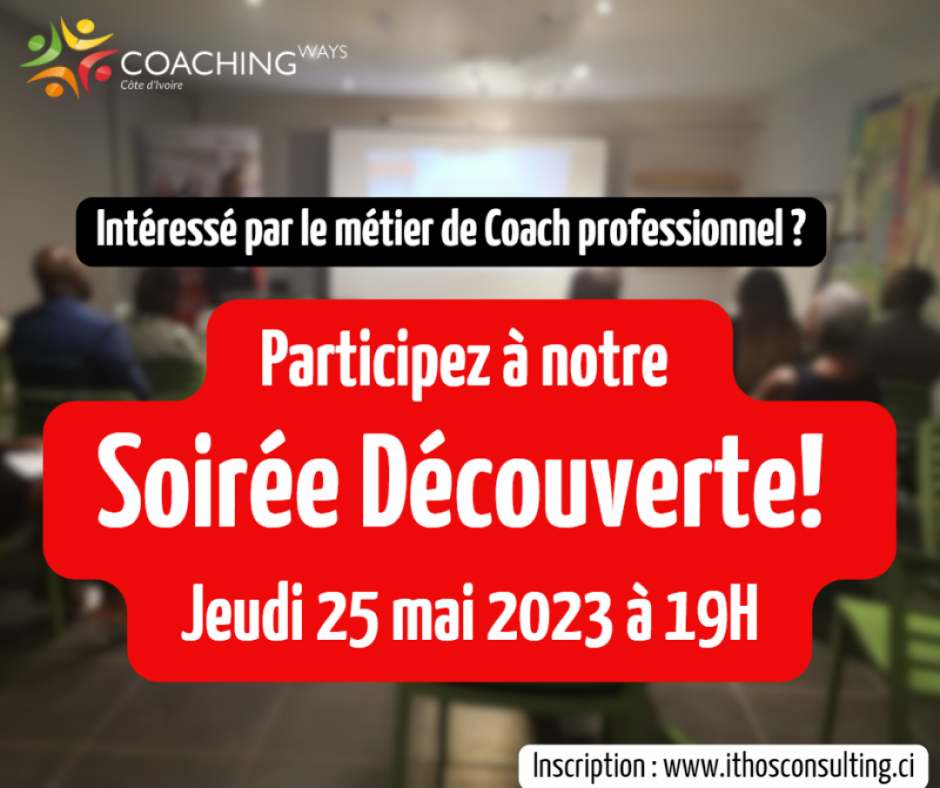 COACHING WAYS
Côte d'Ivoire
Intéressé par le métier de Coach professionnel ?
Participez à notre
Soirée Découverte!
Jeudi 25 mai 2023 à 19H
Inscription : www.ithosconsulting.ci